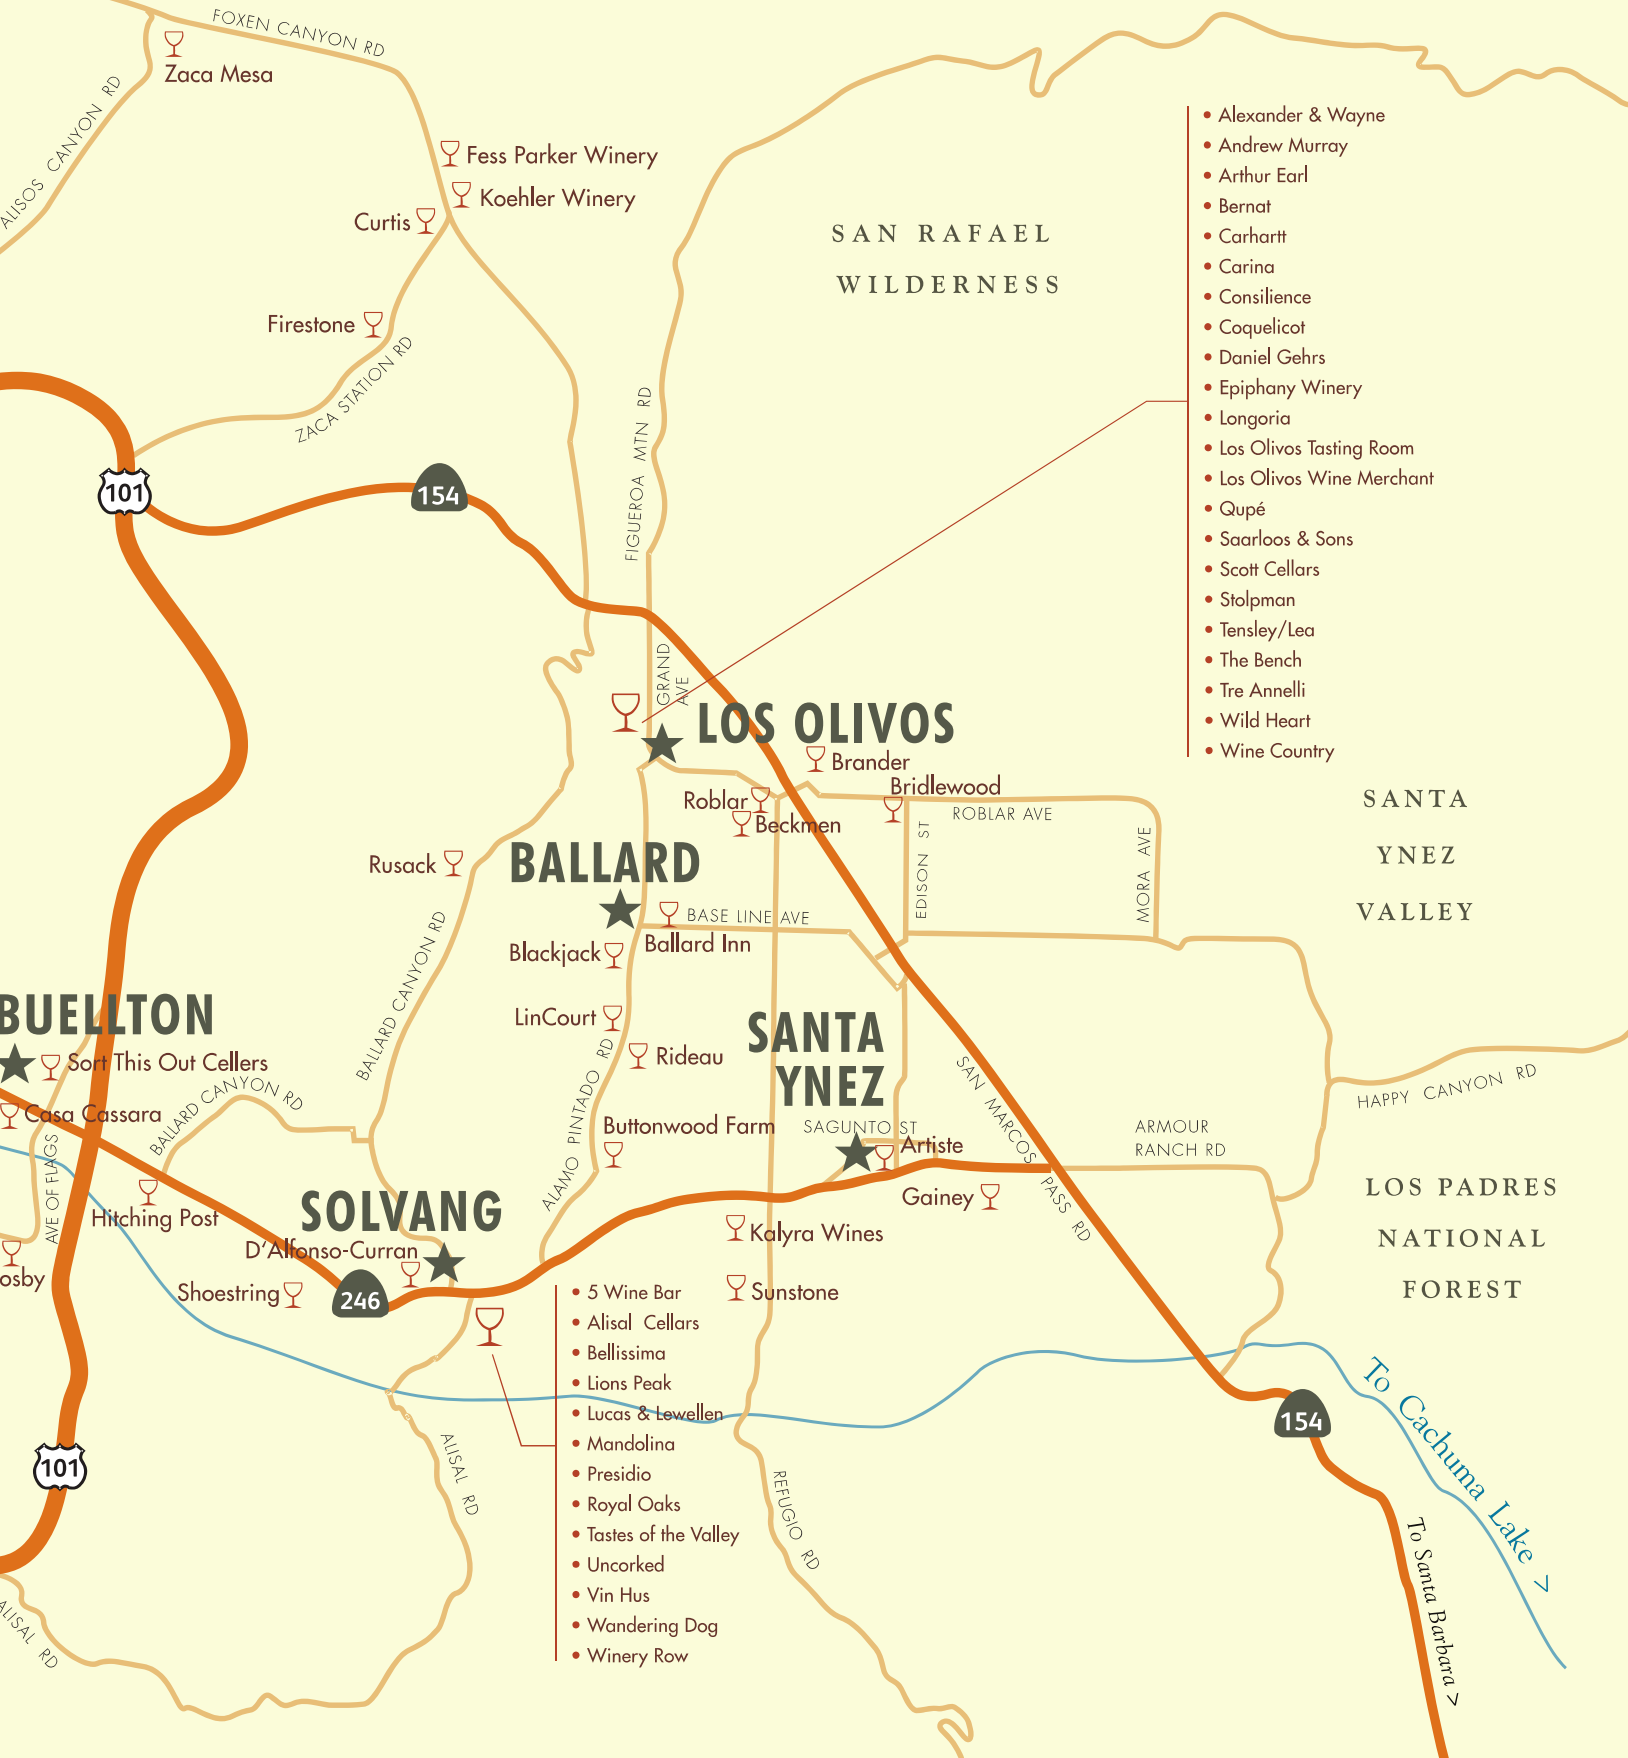 FOXEN CANYON RD
Zaca Mesa
ALISOS CANYON RD
Fess Parker Winery
Koehler Winery
Curtis
Firestone
ZACA STATION RD
101
154
FIGUEROA MTN RD
SAN RAFAEL
WILDERNESS
• Alexander & Wayne
• Andrew Murray
• Arthur Earl
• Bernat
• Carhartt
• Carina
• Consilience
• Coquelicot
• Daniel Gehrs
• Epiphany Winery
• Longoria
• Los Olivos Tasting Room
• Los Olivos Wine Merchant
• Qupé
• Saarloos & Sons
• Scott Cellars
• Stolpman
• Tensley/Lea
• The Bench
• Tre Annelli
• Wild Heart
• Wine Country
GRAND
AVE
LOS OLIVOS
Brander
Bridlewood
Roblar
Beckmen
ROBLAR AVE
EDISON ST
MORA AVE
SANTA
YNEZ
VALLEY
Rusack
BALLARD
BASE LINE AVE
Ballard Inn
Blackjack
BALLARD CANYON RD
LinCourt
Rideau
ALAMO PINTADO RD
SANTA
YNEZ
SAN MARCOS PASS RD
HAPPY CANYON RD
BUELLTON
Sort This Out Cellers
Casa Cassara
BALLARD CANYON RD
AVE OF FLAGS
Buttonwood Farm
SAGUNTO ST
Artiste
ARMOUR
RANCH RD
Gainey
LOS PADRES
NATIONAL
FOREST
Hitching Post
SOLVANG
D'Alfonso-Curran
Kalyra Wines
osby
Shoestring
246
Sunstone
• 5 Wine Bar
• Alisal Cellars
• Bellissima
• Lions Peak
• Lucas & Lewellen
• Mandolina
• Presidio
• Royal Oaks
• Tastes of the Valley
• Uncorked
• Vin Hus
• Wandering Dog
• Winery Row
To Cachuma Lake >
154
101
ALISAL RD
REFUGIO RD
To Santa Barbara >
ALISAL RD